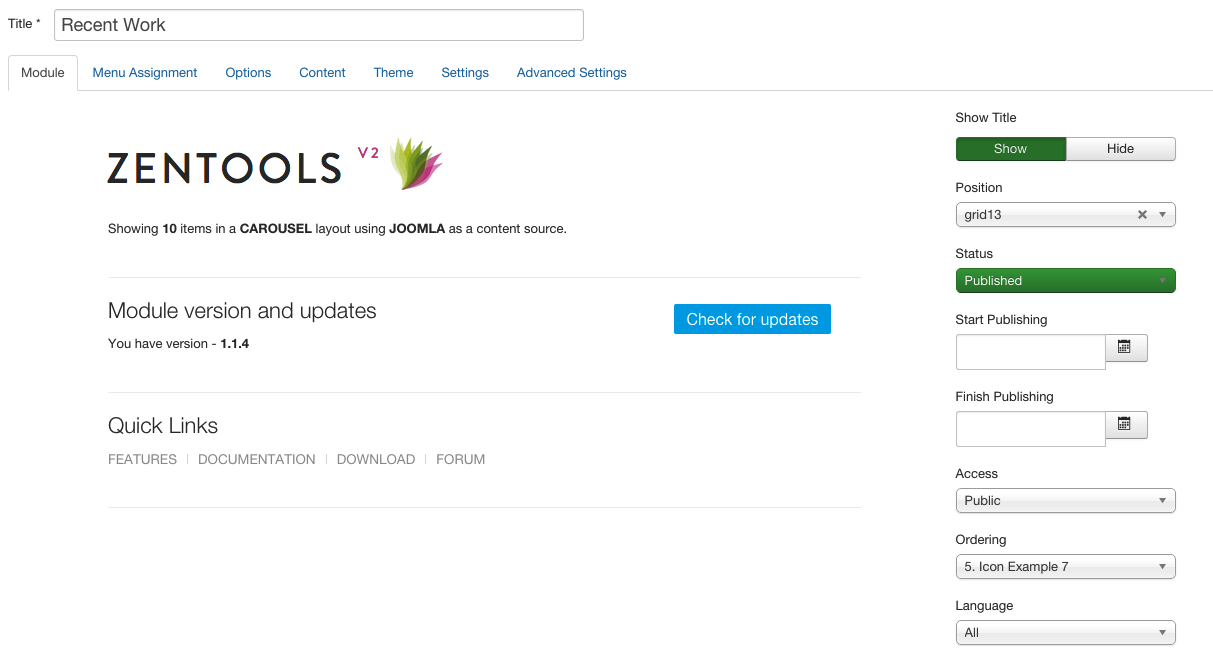 Title * Recent Work
Module Menu Assignment Options Content Theme Settings Advanced Settings
ZENTOOLS V2
Showing 10 items in a CAROUSEL layout using JOOMLA as a content source.
Module version and updates
Check for updates
You have version - 1.1.4
Quick Links
FEATURES DOCUMENTATION DOWNLOAD FORUM
Show Title
Show Hide
Position
grid13
Status
Published
Start Publishing
Finish Publishing
Access
Public
Ordering
5. Icon Example 7
Language
All